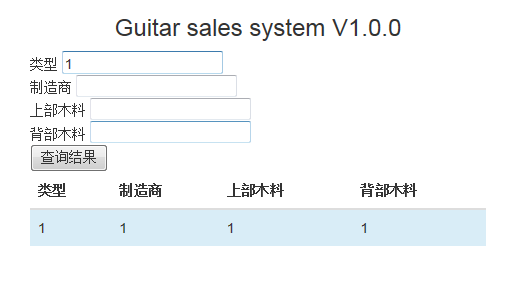 Guitar sales system V1.0.0
类型 1
制造商
上部木料
背部木料
查询结果
类型 制造商 上部木料 背部木料
1 1 1 1